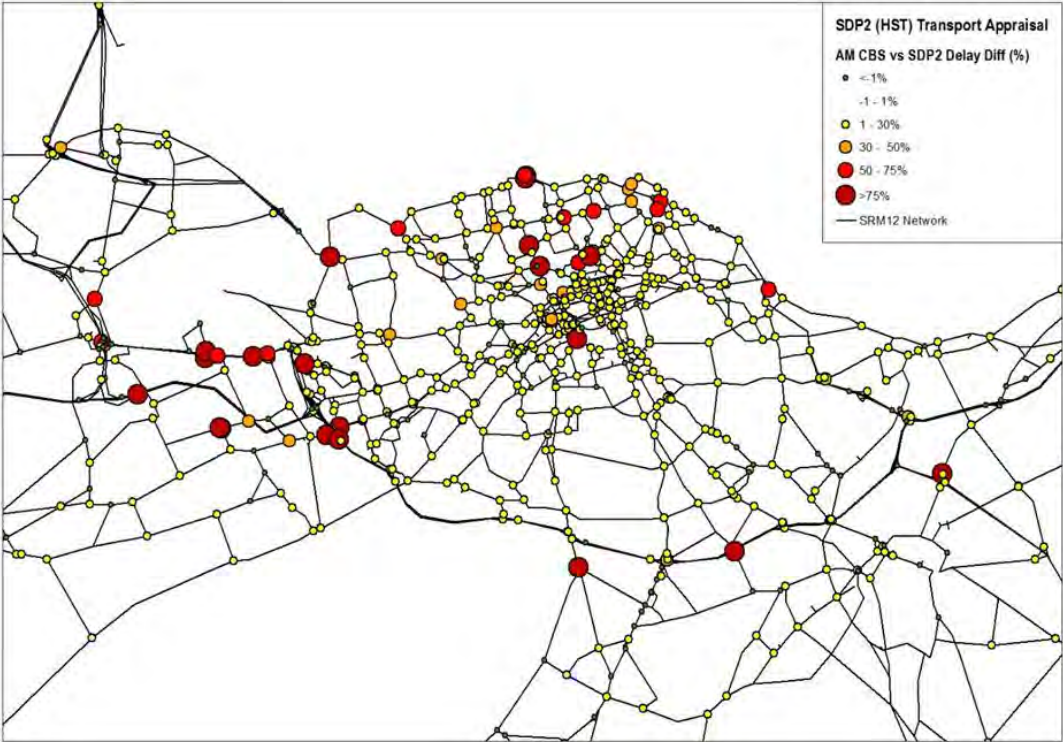 SDP2 (HST) Transport Appraisal
AM CBS vs SDP2 Delay Diff (%)
<-1%
-1 - 1%
1 - 30%
30 - 50%
50 - 75%
>75%
SRM12 Network